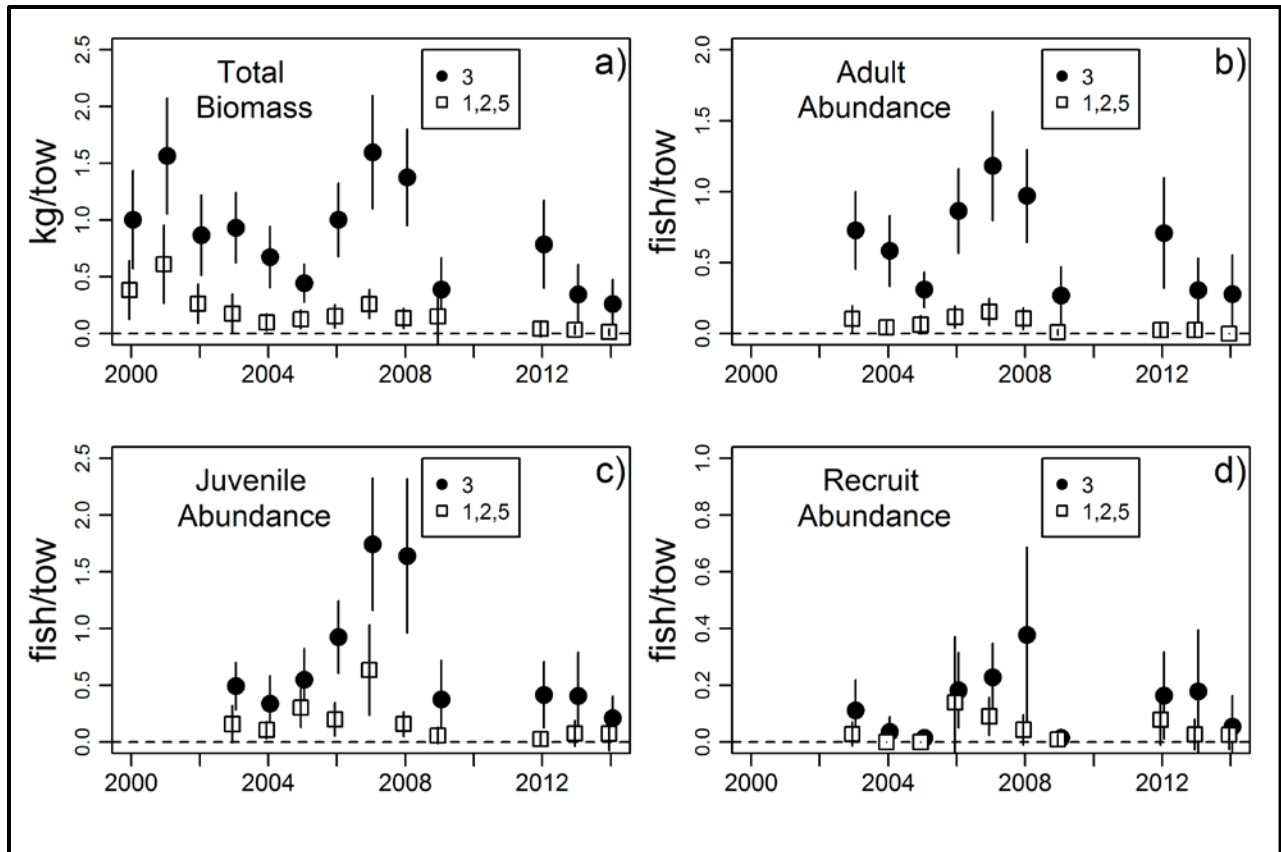 Total
Biomass
a)
3
1,2,5
kg/tow
0.0 0.5 1.0 1.5 2.0 2.5
2000 2004 2008 2012
Adult
Abundance
b)
3
1,2,5
fish/tow
0.0 0.5 1.0 1.5 2.0
2000 2004 2008 2012
Juvenile
Abundance
c)
3
1,2,5
fish/tow
0.0 0.5 1.0 1.5 2.0 2.5
2000 2004 2008 2012
Recruit
Abundance
d)
3
1,2,5
fish/tow
0.0 0.2 0.4 0.6 0.8 1.0
2000 2004 2008 2012